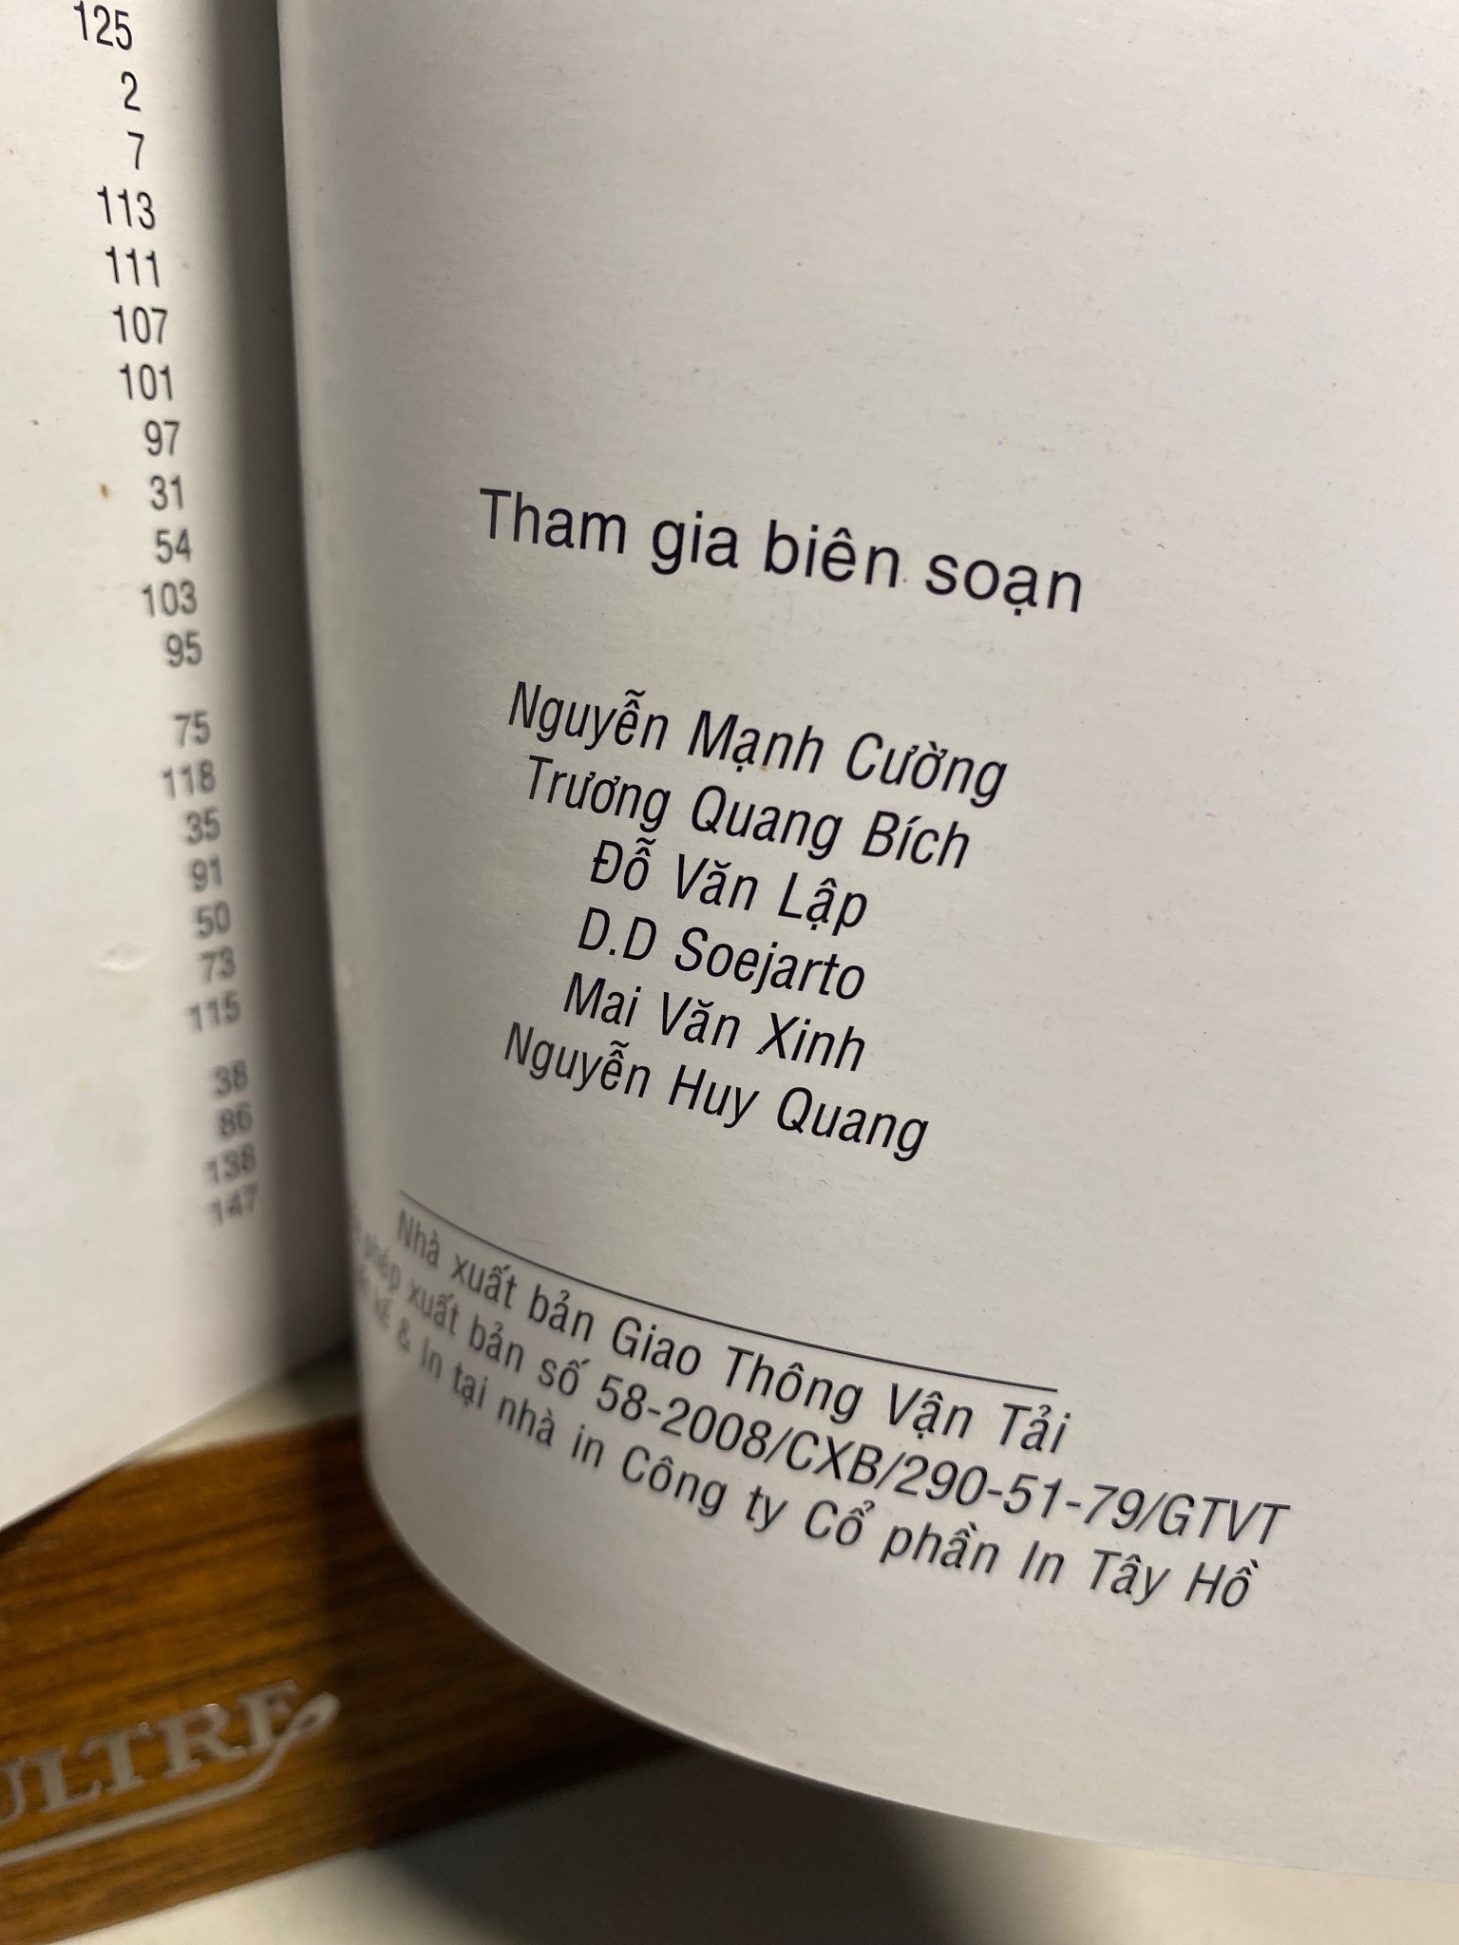 125
2
7
113
111
107
101
97
31
54
103
95
75
118
35
91
50
73
115
38
86
138
147
Tham gia biên soạn
Nguyễn Mạnh Cường
Trương Quang Bích
Đỗ Văn Lập
D.D Soejarto
Mai Văn Xinh
Nguyễn Huy Quang
Nhà xuất bản Giao Thông Vận Tải
phép xuất bản số 58-2008/CXB/290-51-79/GTVT
kế & In tại nhà in Công ty Cổ phần In Tây Hồ